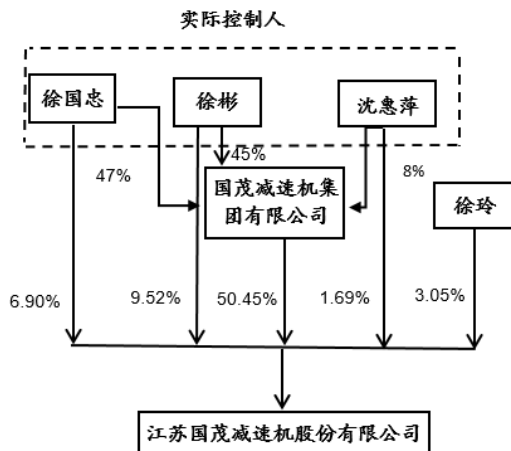 实际控制人
徐国忠
徐彬
沈惠萍
47%
45%
8%
国茂减速机集
团有限公司
徐玲
6.90%
9.52%
50.45%
1.69%
3.05%
江苏国茂减速机股份有限公司